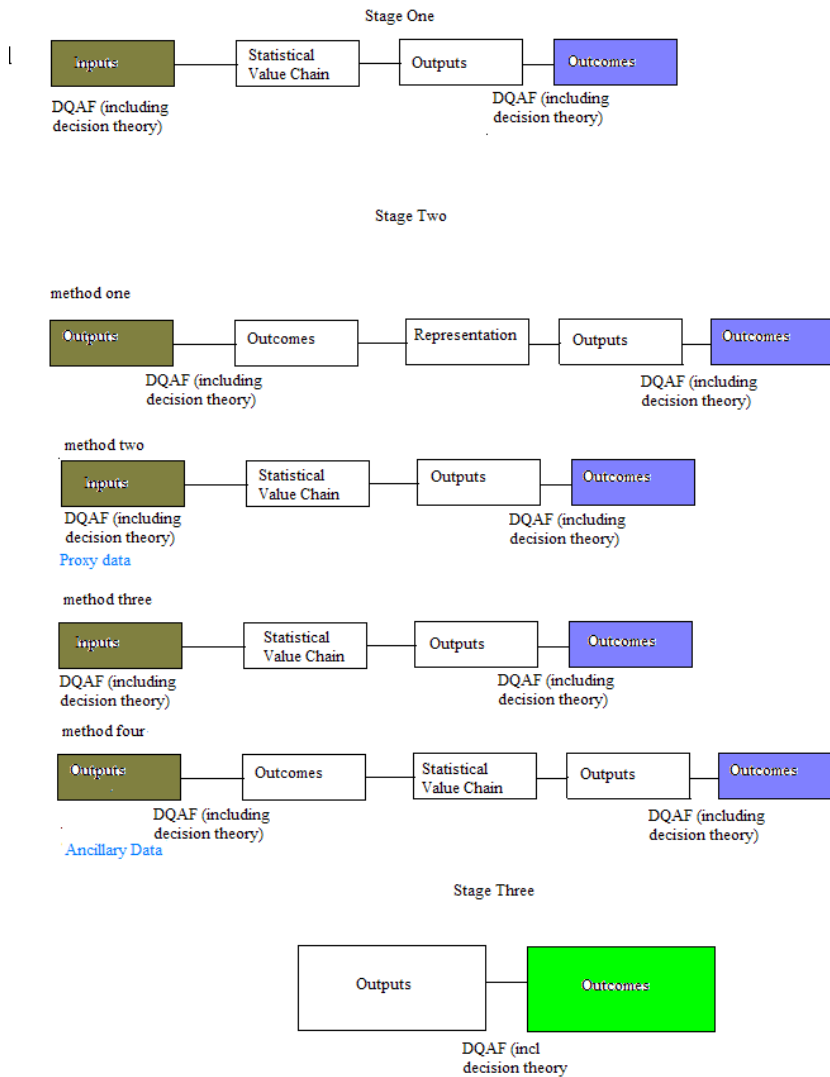 Stage One
Inputs
Statistical
Value Chain
Outputs
Outcomes
DQAF (including
decision theory)
DQAF (including
decision theory)
Stage Two
method one
Outputs
Outcomes
Representation
Outputs
Outcomes
DQAF (including
decision theory)
DQAF (including
decision theory)
method two
Inputs
Statistical
Value Chain
Outputs
Outcomes
DQAF (including
decision theory)
DQAF (including
decision theory)
Proxy data
method three
Inputs
Statistical
Value Chain
Outputs
Outcomes
DQAF (including
decision theory)
DQAF (including
decision theory)
method four
Outputs
Outcomes
Statistical
Value Chain
Outputs
Outcomes
DQAF (including
decision theory)
DQAF (including
decision theory)
Ancillary Data
Stage Three
Outputs
Outcomes
DQAF (incl
decision theory